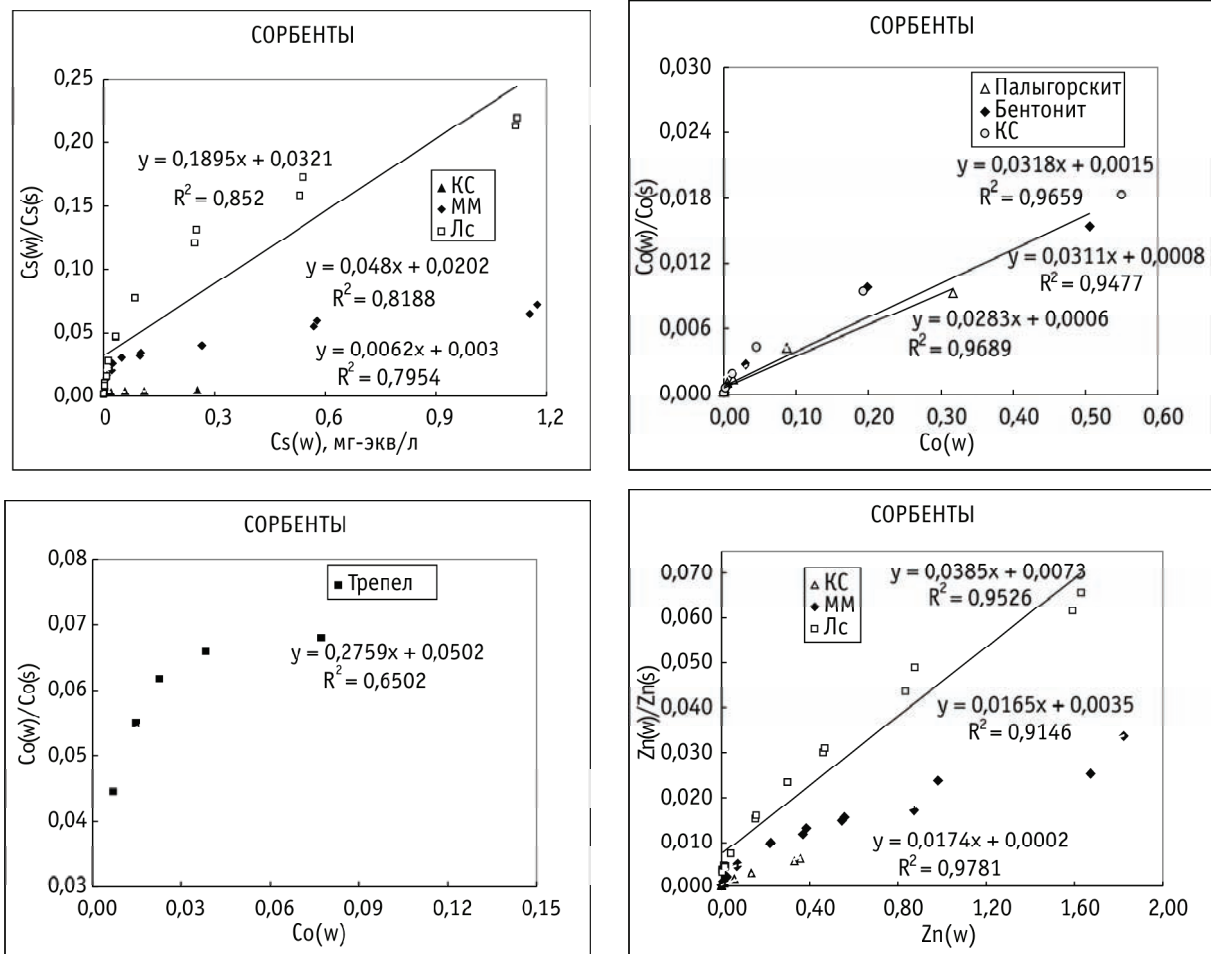 СОРБЕНТЫ
0,25
0,20
0,15
0,10
0,05
0,00
Cs(w)/Cs(s)
y = 0,1895x + 0,0321
R² = 0,852
КС
ММ
Лс
y = 0,048x + 0,0202
R² = 0,8188
y = 0,0062x + 0,003
R² = 0,7954
0 0,3 0,6 0,9 1,2
Cs(w), мг-экв/л
СОРБЕНТЫ
0,030
0,024
0,018
0,012
0,006
0,000
Co(w)/Co(s)
Палыгорскит
Бентонит
КС
y = 0,0318x + 0,0015
R² = 0,9659
y = 0,0311x + 0,0008
R² = 0,9477
y = 0,0283x + 0,0006
R² = 0,9689
0,00 0,10 0,20 0,30 0,40 0,50 0,60
Co(w)
СОРБЕНТЫ
0,08
0,07
0,06
0,05
0,04
0,03
Co(w)/Co(s)
Трепел
y = 0,2759x + 0,0502
R² = 0,6502
0,00 0,03 0,06 0,09 0,12 0,15
Co(w)
СОРБЕНТЫ
0,070
0,060
0,050
0,040
0,030
0,020
0,010
0,000
Zn(w)/Zn(s)
КС
ММ
Лс
y = 0,0385x + 0,0073
R² = 0,9526
y = 0,0165x + 0,0035
R² = 0,9146
y = 0,0174x + 0,0002
R² = 0,9781
0,00 0,40 0,80 1,20 1,60 2,00
Zn(w)